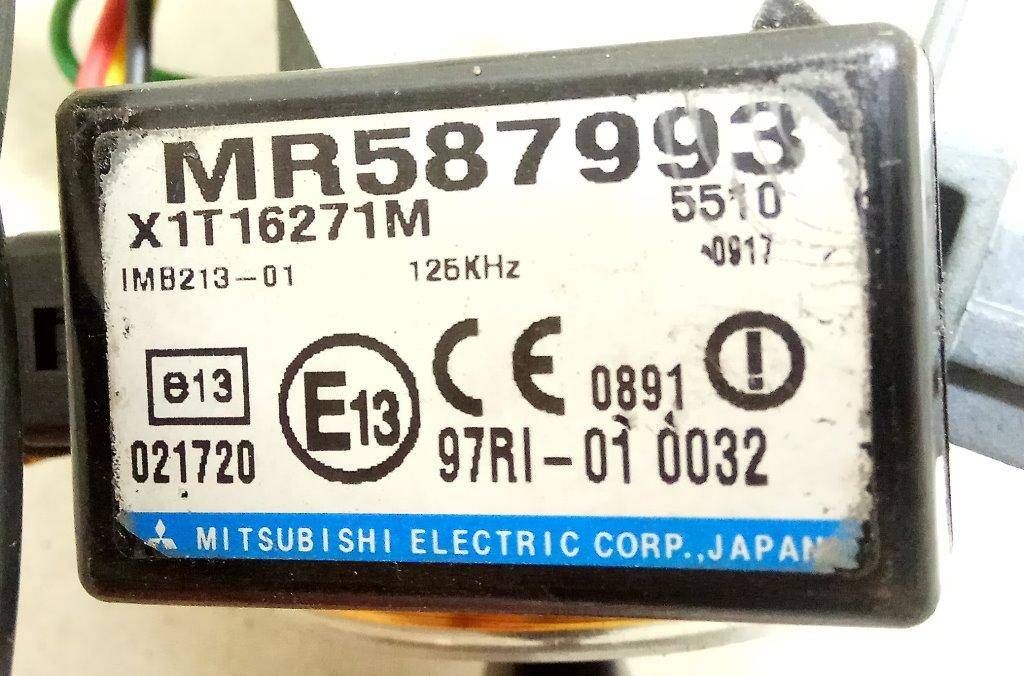 MR587993
X1T16271M 5510
IMB213-01 125KHz 0917
e13 E13 CE 0891
021720 97RI-01 0032
MITSUBISHI ELECTRIC CORP.,JAPAN